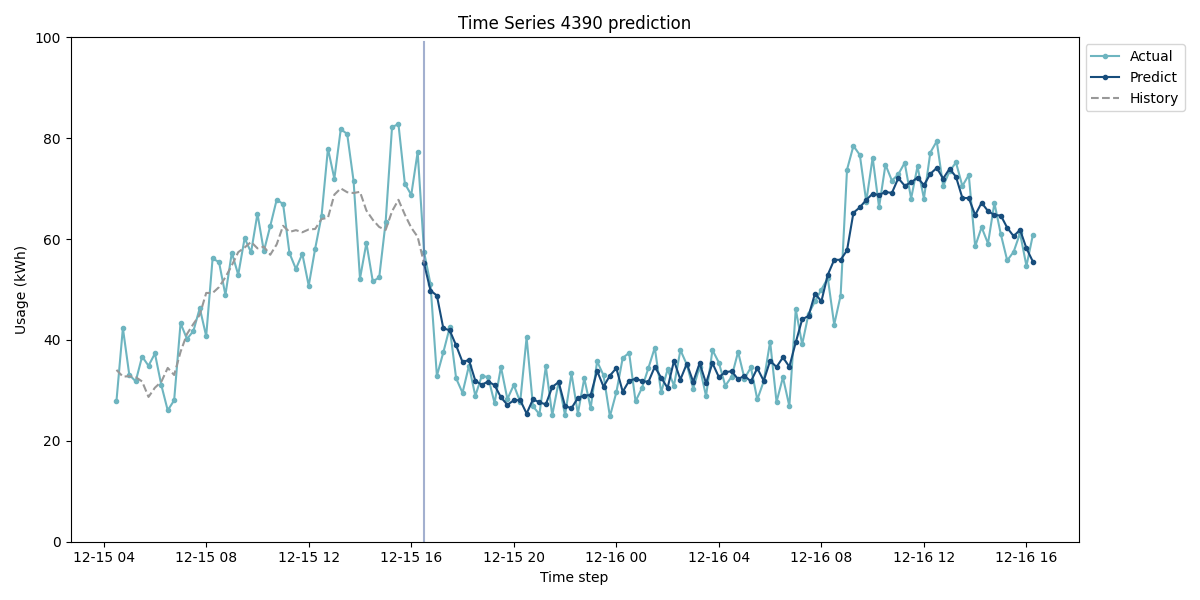 Time Series 4390 prediction
100
80
60
40
20
0
Usage (kWh)
12-15 04
12-15 08
12-15 12
12-15 16
12-15 20
12-16 00
12-16 04
12-16 08
12-16 12
12-16 16
Time step
Actual
Predict
History